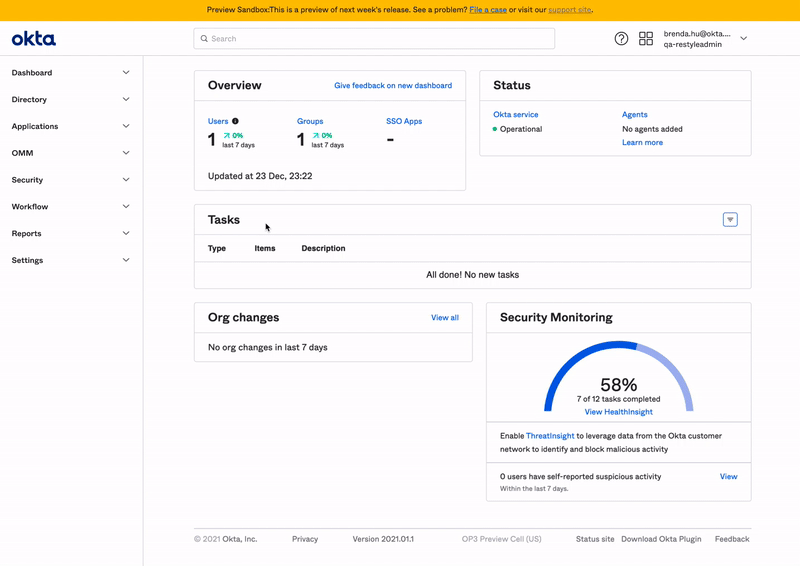 Preview Sandbox:This is a preview of next week's release. See a problem? File a case or visit our support site.
okta
Search
brenda.hu@okta....
qa-restyleadmin
Dashboard
Directory
Applications
OMM
Security
Workflow
Reports
Settings
Overview
Give feedback on new dashboard
Users
Groups
SSO Apps
1 0% last 7 days
1 0% last 7 days
-
Updated at 23 Dec, 23:22
Status
Okta service
Operational
Agents
No agents added
Learn more
Tasks
Type Items Description
All done! No new tasks
Org changes
View all
No org changes in last 7 days
Security Monitoring
58%
7 of 12 tasks completed
View HealthInsight
Enable ThreatInsight to leverage data from the Okta customer
network to identify and block malicious activity
0 users have self-reported suspicious activity
View
Within the last 7 days.
© 2021 Okta, Inc. Privacy Version 2021.01.1 OP3 Preview Cell (US) Status site Download Okta Plugin Feedback